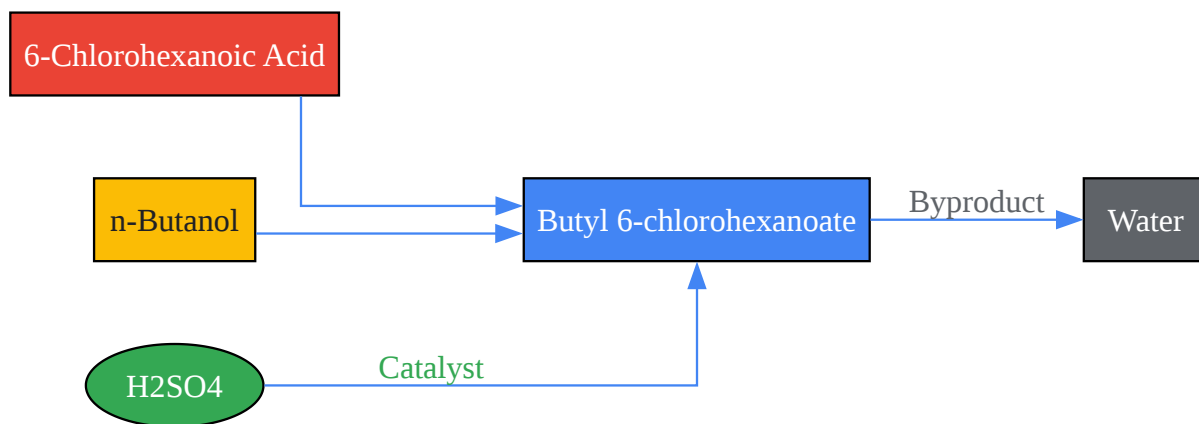 6-Chlorohexanoic Acid
n-Butanol
Butyl 6-chlorohexanoate
Byproduct
Water
H2SO4
Catalyst